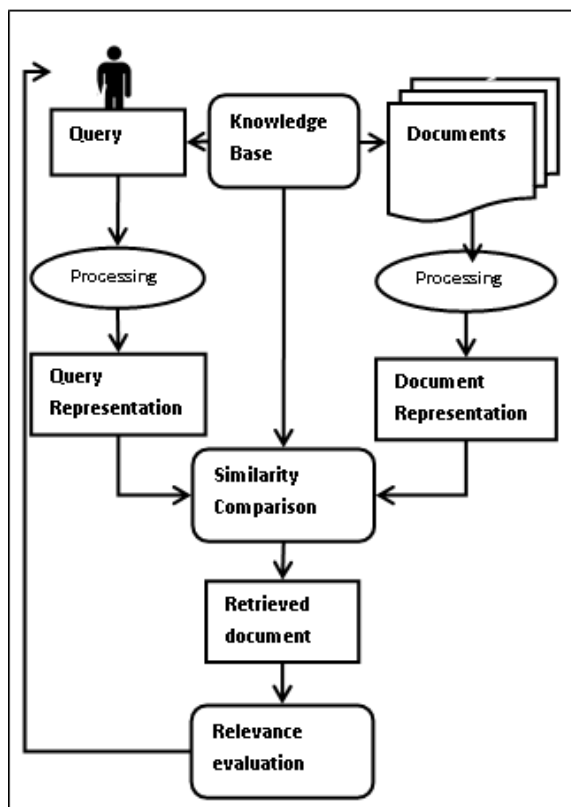 Query
Knowledge
Base
Documents
Processing
Processing
Query
Representation
Document
Representation
Similarity
Comparison
Retrieved
document
Relevance
evaluation